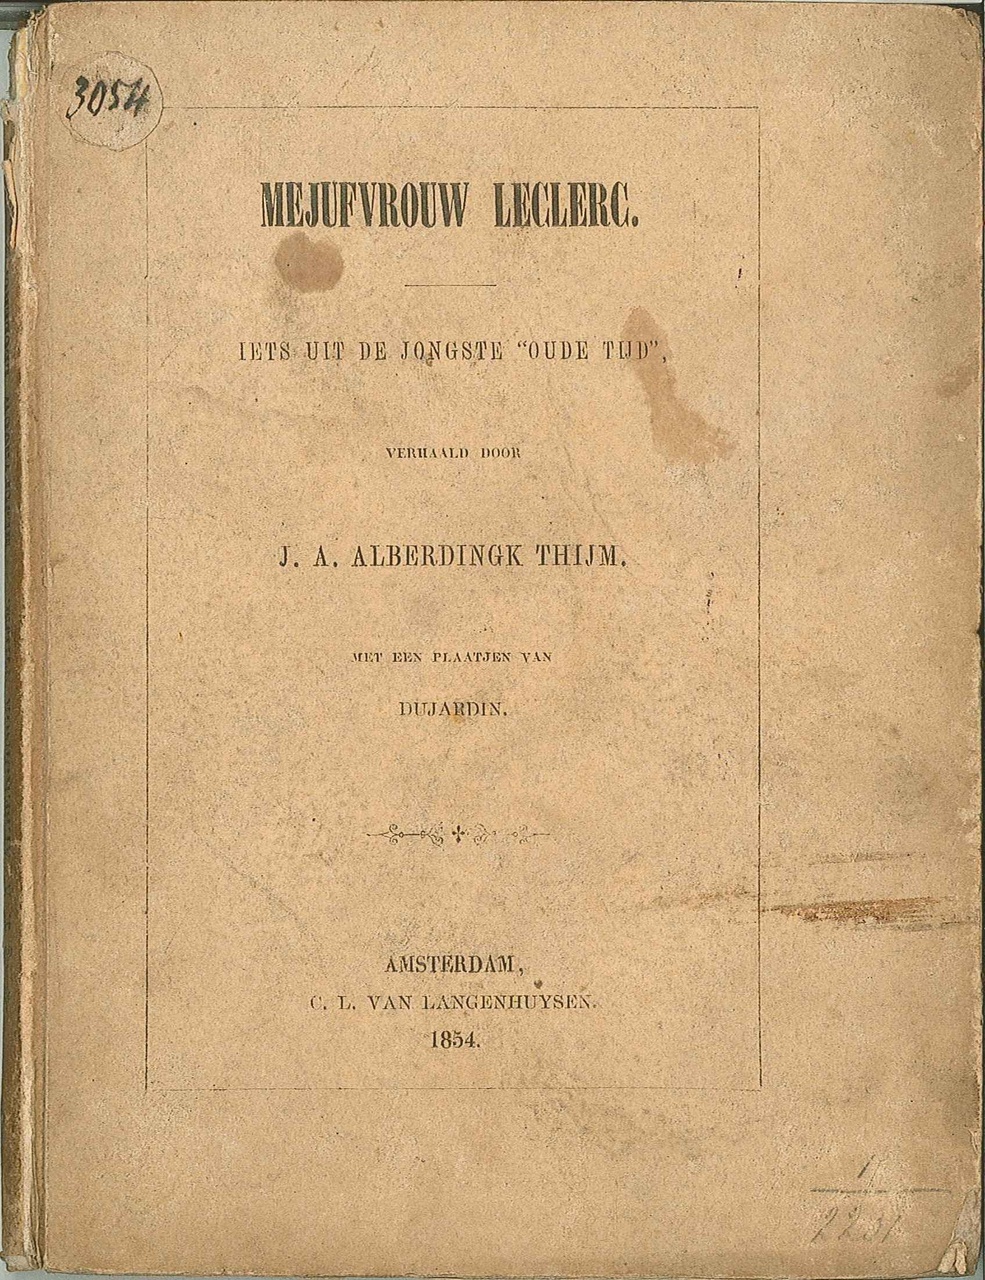 3054
MEJUFVROUW LECLERC.
IETS UIT DE JONGSTE “OUDE TIJD”,
VERHAALD DOOR
J. A. ALBERDINGK THIJM.
MET EEN PLAATJEN VAN
DUJARDIN.
AMSTERDAM,
C. L. VAN LANGENHUYSEN.
1854.